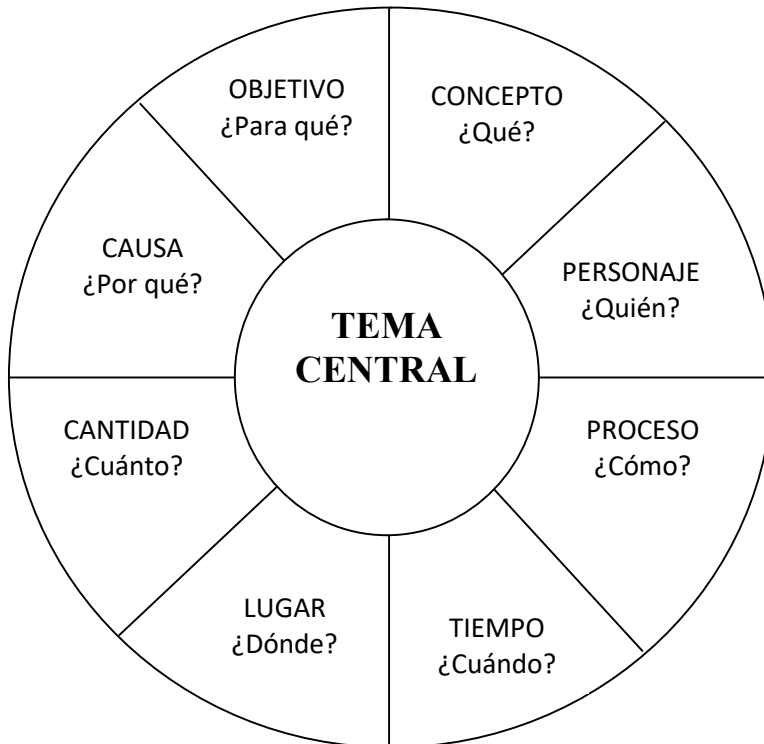 OBJETIVO
¿Para qué?
CONCEPTO
¿Qué?
CAUSA
¿Por qué?
PERSONAJE
¿Quién?
TEMA
CENTRAL
CANTIDAD
¿Cuánto?
PROCESO
¿Cómo?
LUGAR
¿Dónde?
TIEMPO
¿Cuándo?